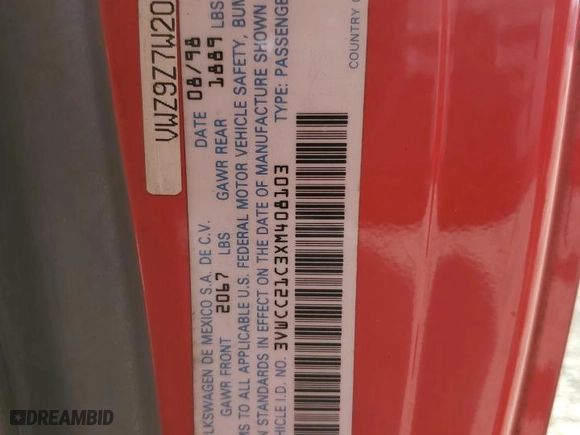 VWZ9Z7W20
LKSWAGEN DE MEXICO S.A. DE C.V. DATE 08/98
GAWR FRONT 2067 LBS GAWR REAR 1889 LBS
MS TO ALL APPLICABLE U.S. FEDERAL MOTOR VEHICLE SAFETY, BUM
N STANDARDS IN EFFECT ON THE DATE OF MANUFACTURE SHOWN
HICLE I.D. NO. 3VWCC21C3XM408103 TYPE: PASSENGE
COUNTRY O
DREAMBID